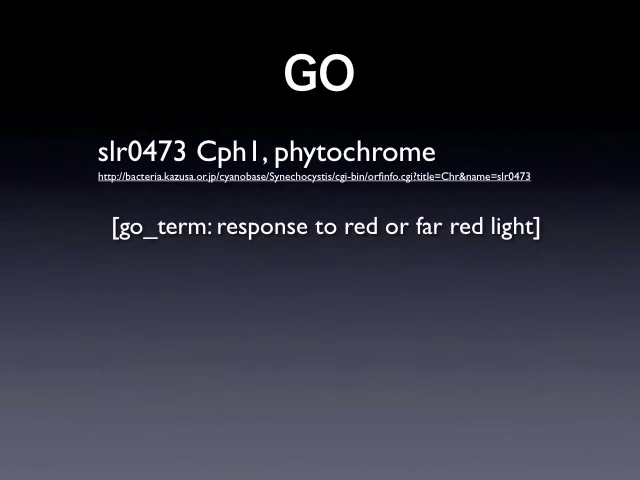 GO
slr0473 Cph1, phytochrome
http://bacteria.kazusa.or.jp/cyanobase/Synechocystis/cgi-bin/orfinfo.cgi?title=Chr&name=slr0473
[go_term: response to red or far red light]